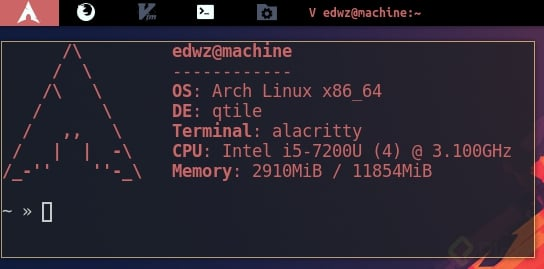 Vim V edwz@machine:~
edwz@machine
------------
OS: Arch Linux x86_64
DE: qtile
Terminal: alacritty
CPU: Intel i5-7200U (4) @ 3.100GHz
Memory: 2910MiB / 11854MiB
~ »